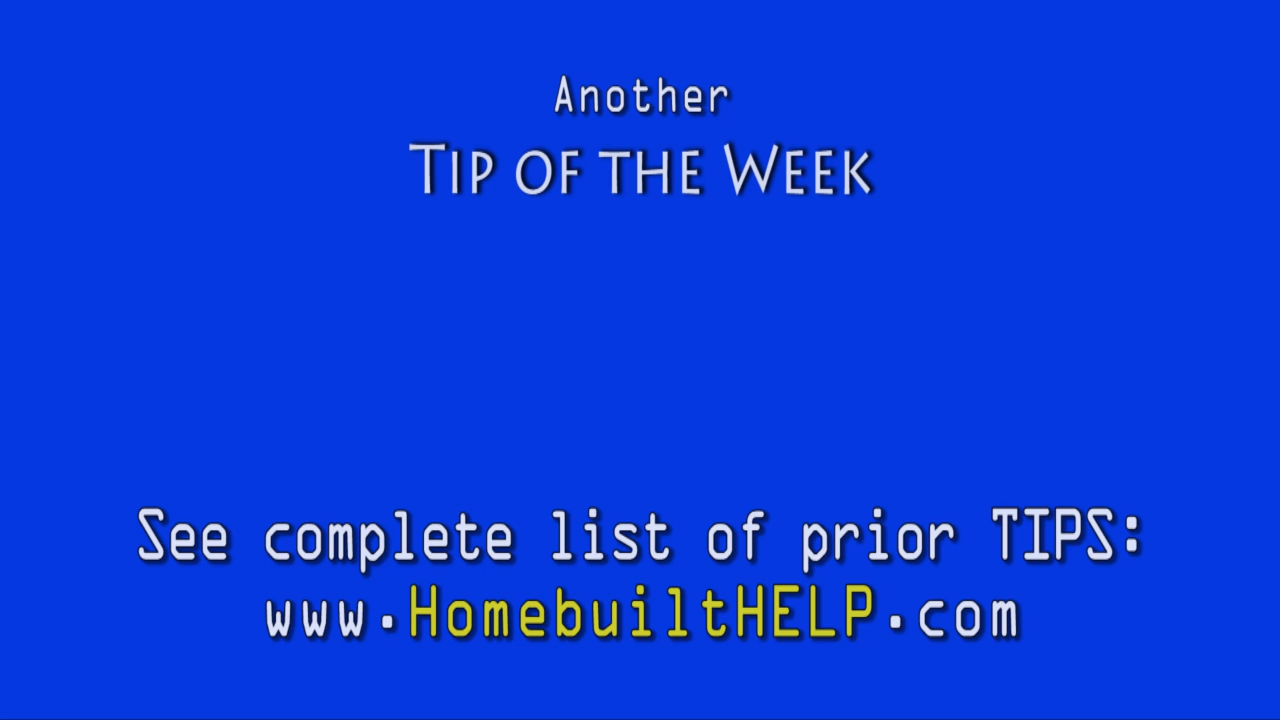 Another
Tip of the Week
See complete list of prior TIPS:
www.HomebuiltHELP.com